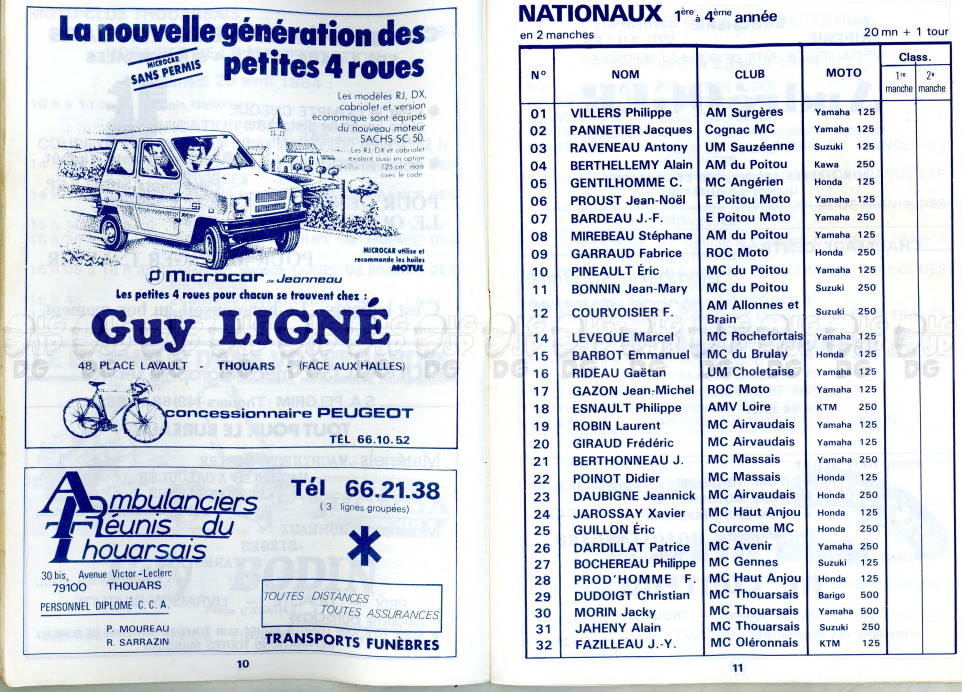 La nouvelle génération des
petites 4 roues
MICROCAR
SANS PERMIS
Les modèles RJ, DX,
cabriolet et version
économique sont équipés
du nouveau moteur
SACHS SC 50.
Les RJ, DX et cabriolet
existent aussi en option
125 cm³ mais
avec le code
MICROCAR utilise et
recommande les huiles
MOTUL
Microcar de Jeanneau
Les petites 4 roues pour chacun se trouvent chez :
Guy LIGNÉ
48, PLACE LAVAULT - THOUARS - (FACE AUX HALLES)
concessionnaire PEUGEOT
TÉL 66.10.52
Ambulanciers
Réunis du
Thouarsais
Tél 66.21.38
( 3 lignes groupées)
30 bis, Avenue Victor-Leclerc
79100 THOUARS
PERSONNEL DIPLOMÉ C.C.A.
P. MOUREAU
R. SARRAZIN
TOUTES DISTANCES
TOUTES ASSURANCES
TRANSPORTS FUNÈBRES
10
NATIONAUX 1ère à 4ème année
en 2 manches 20 mn + 1 tour
N° NOM CLUB MOTO Class.
1re manche 2e manche
01 VILLERS Philippe AM Surgères Yamaha 125
02 PANNETIER Jacques Cognac MC Yamaha 125
03 RAVENEAU Antony UM Sauzéenne Suzuki 125
04 BERTHELLEMY Alain AM du Poitou Kawa 250
05 GENTILHOMME C. MC Angérien Honda 125
06 PROUST Jean-Noël E Poitou Moto Yamaha 125
07 BARDEAU J.-F. E Poitou Moto Yamaha 250
08 MIREBEAU Stéphane AM du Poitou Yamaha 125
09 GARRAUD Fabrice ROC Moto Honda 250
10 PINEAULT Éric MC du Poitou Yamaha 125
11 BONNIN Jean-Mary MC du Poitou Suzuki 250
12 COURVOISIER F. AM Allonnes et Brain Suzuki 250
14 LEVEQUE Marcel MC Rochefortais Yamaha 125
15 BARBOT Emmanuel MC du Brulay Honda 125
16 RIDEAU Gaël UM Choletaise Yamaha 125
17 GAZON Jean-Michel ROC Moto Yamaha 125
18 ESNAULT Philippe AMV Loire KTM 250
19 ROBIN Laurent MC Airvaudais Yamaha 125
20 GIRAUD Frédéric MC Airvaudais Yamaha 125
21 BERTHONNEAU J. MC Massais Yamaha 250
22 POINOT Didier MC Massais Honda 125
23 DAUBIGNE Jeannick MC Airvaudais Honda 250
24 JAROSSAY Xavier MC Haut Anjou Honda 125
25 GUILLON Éric Courcome MC Honda 250
26 DARDILLAT Patrice MC Avenir Yamaha 250
27 BOCHEREAU Philippe MC Gennes Suzuki 125
28 PROD'HOMME F. MC Haut Anjou Honda 125
29 DUDOIGT Christian MC Thouarsais Barigo 500
30 MORIN Jacky MC Thouarsais Yamaha 500
31 JAHENY Alain MC Thouarsais Suzuki 250
32 FAZILLEAU J.-Y. MC Oléronnais KTM 125
11